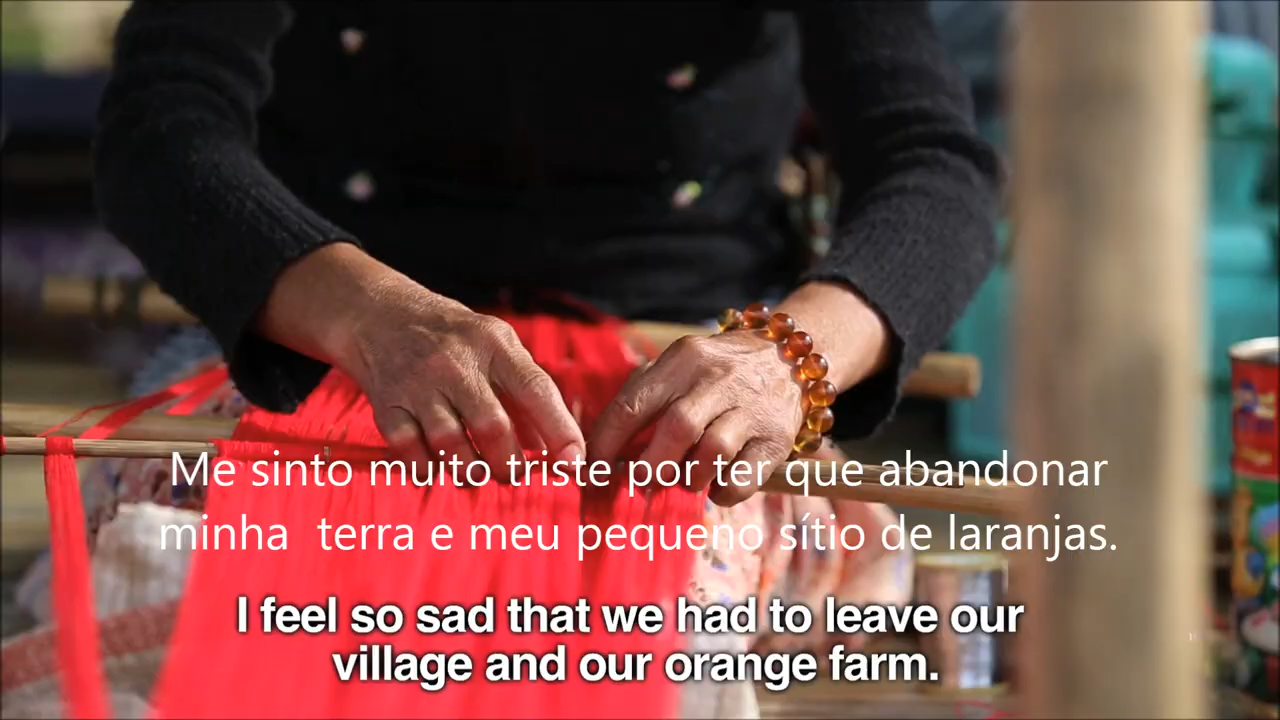 Me sinto muito triste por ter que abandonar
minha  terra e meu pequeno sítio de laranjas.
I feel so sad that we had to leave our
village and our orange farm.